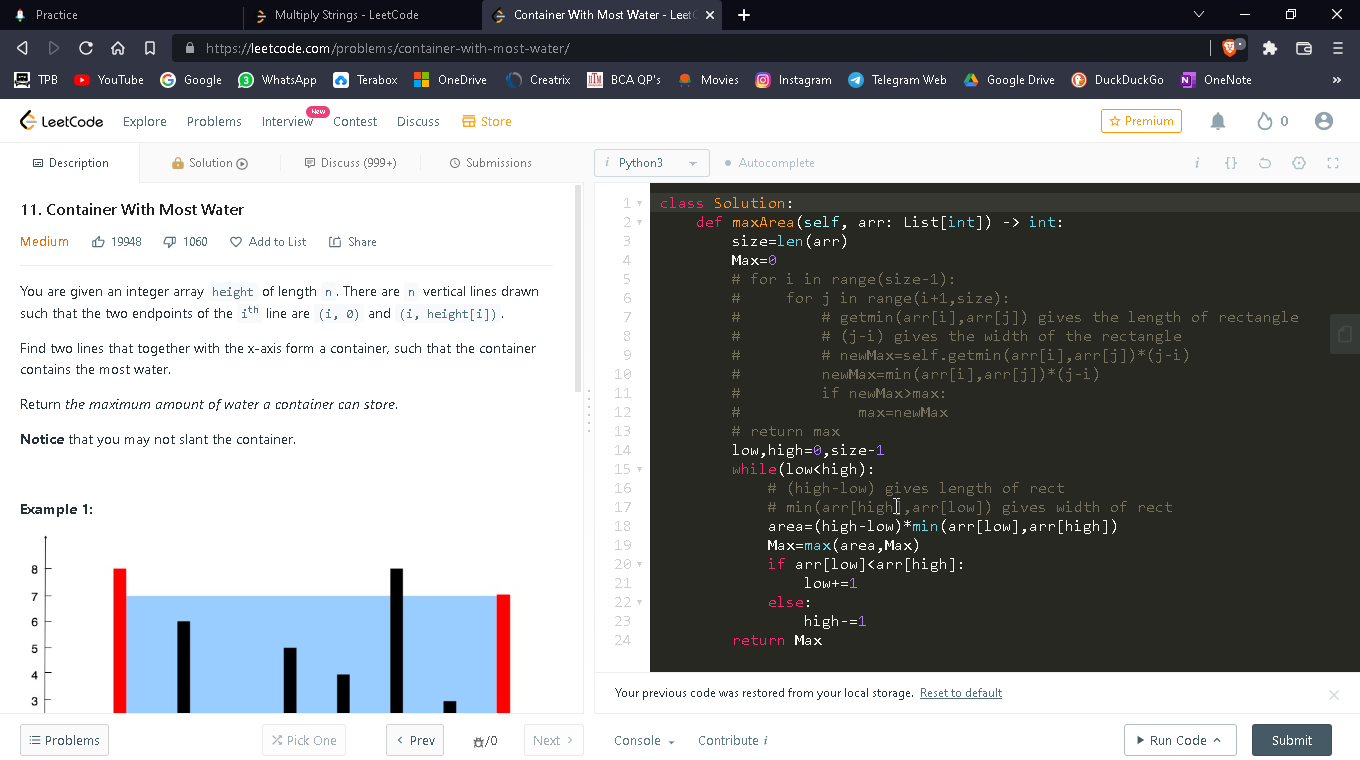 Practice
Multiply Strings - LeetCode
Container With Most Water - Leet
https://leetcode.com/problems/container-with-most-water/
TPB YouTube Google WhatsApp Terabox OneDrive Creatrix BCA QP's Movies Instagram Telegram Web Google Drive DuckDuckGo OneNote »
LeetCode Explore Problems Interview New Contest Discuss Store Premium 0
Description Solution Discuss (999+) Submissions
i Python3 Autocomplete i {}
11. Container With Most Water
Medium 19948 1060 Add to List Share
You are given an integer array height of length n. There are n vertical lines drawn
such that the two endpoints of the ith line are (i, 0) and (i, height[i]).
Find two lines that together with the x-axis form a container, such that the container
contains the most water.
Return the maximum amount of water a container can store.
Notice that you may not slant the container.
Example 1:
8
7
6
5
4
3
1 class Solution:
2 def maxArea(self, arr: List[int]) -> int:
3 size=len(arr)
4 Max=0
5 # for i in range(size-1):
6 # for j in range(i+1,size):
7 # # getmin(arr[i],arr[j]) gives the length of rectangle
8 # # (j-i) gives the width of the rectangle
9 # # newMax=self.getmin(arr[i],arr[j])*(j-i)
10 # newMax=min(arr[i],arr[j])*(j-i)
11 # if newMax>max:
12 # max=newMax
13 # return max
14 low,high=0,size-1
15 while(low<high):
16 # (high-low) gives length of rect
17 # min(arr[high],arr[low]) gives width of rect
18 area=(high-low)*min(arr[low],arr[high])
19 Max=max(area,Max)
20 if arr[low]<arr[high]:
21 low+=1
22 else:
23 high-=1
24 return Max
Your previous code was restored from your local storage. Reset to default
Problems Pick One Prev /0 Next
Console Contribute i Run Code Submit